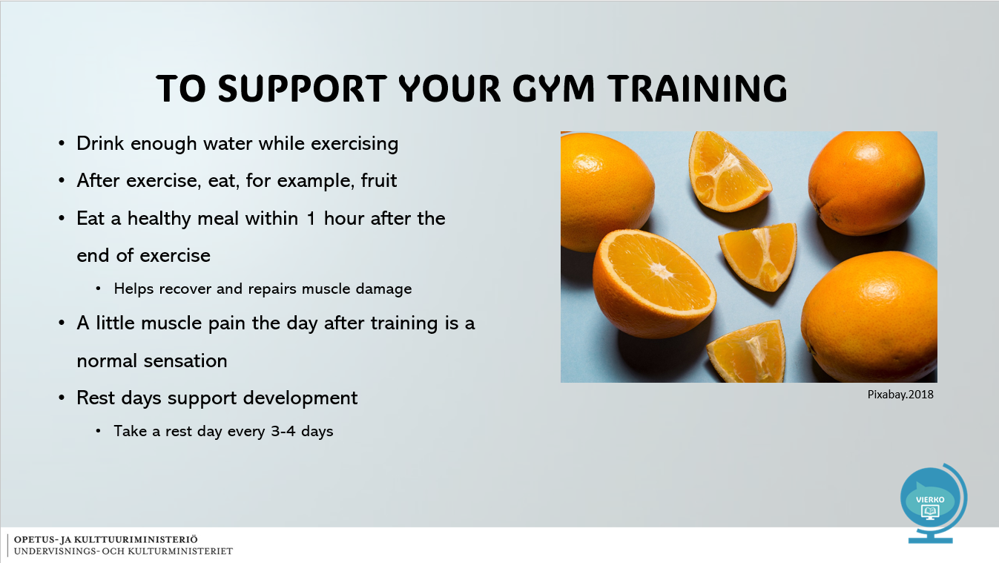 TO SUPPORT YOUR GYM TRAINING
• Drink enough water while exercising
• After exercise, eat, for example, fruit
• Eat a healthy meal within 1 hour after the
end of exercise
• Helps recover and repairs muscle damage
• A little muscle pain the day after training is a
normal sensation
• Rest days support development
• Take a rest day every 3-4 days
Pixabay.2018
VIERKO
OPETUS- JA KULTTUURIMINISTERIÖ
UNDERVISNINGS- OCH KULTURMINISTERIET